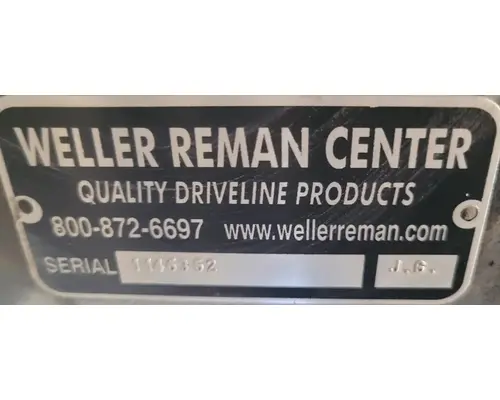 WELLER REMAN CENTER
QUALITY DRIVELINE PRODUCTS
800-872-6697 www.wellerreman.com
SERIAL J.G.